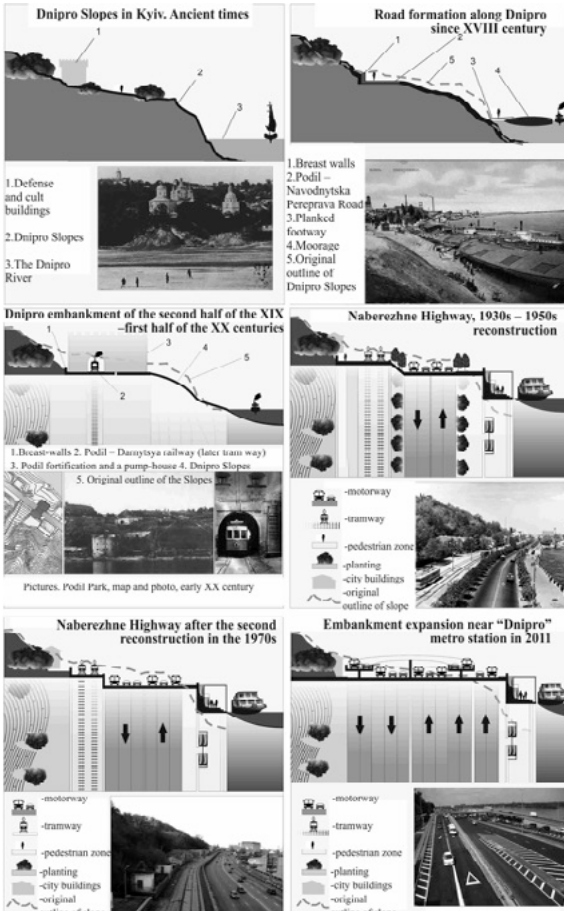 Dnipro Slopes in Kyiv. Ancient times
1
2
3
1.Defense
and cult
buildings
2.Dnipro Slopes
3.The Dnipro
River
Road formation along Dnipro
since XVIII century
1
2
5
3
4
1.Breast walls
2.Podil –
Navodnytska
Pereprava Road
3.Planked
footway
4.Moorage
5.Original
outline of
Dnipro Slopes
Dnipro embankment of the second half of the XIX
–first half of the XX centuries
1
3
4
5
2
1.Breast-walls 2. Podil – Darnytsya railway (later tram way)
3. Podil fortification and a pump-house 4. Dnipro Slopes
5. Original outline of the Slopes
Pictures. Podil Park, map and photo, early XX century
Naberezhne Highway, 1930s – 1950s
reconstruction
-motorway
-tramway
-pedestrian zone
-planting
-city buildings
-original
outline of slope
Naberezhne Highway after the second
reconstruction in the 1970s
-motorway
-tramway
-pedestrian zone
-planting
-city buildings
-original
outline of slope
Embankment expansion near “Dnipro”
metro station in 2011
-motorway
-tramway
-pedestrian zone
-planting
-city buildings
-original
outline of slope